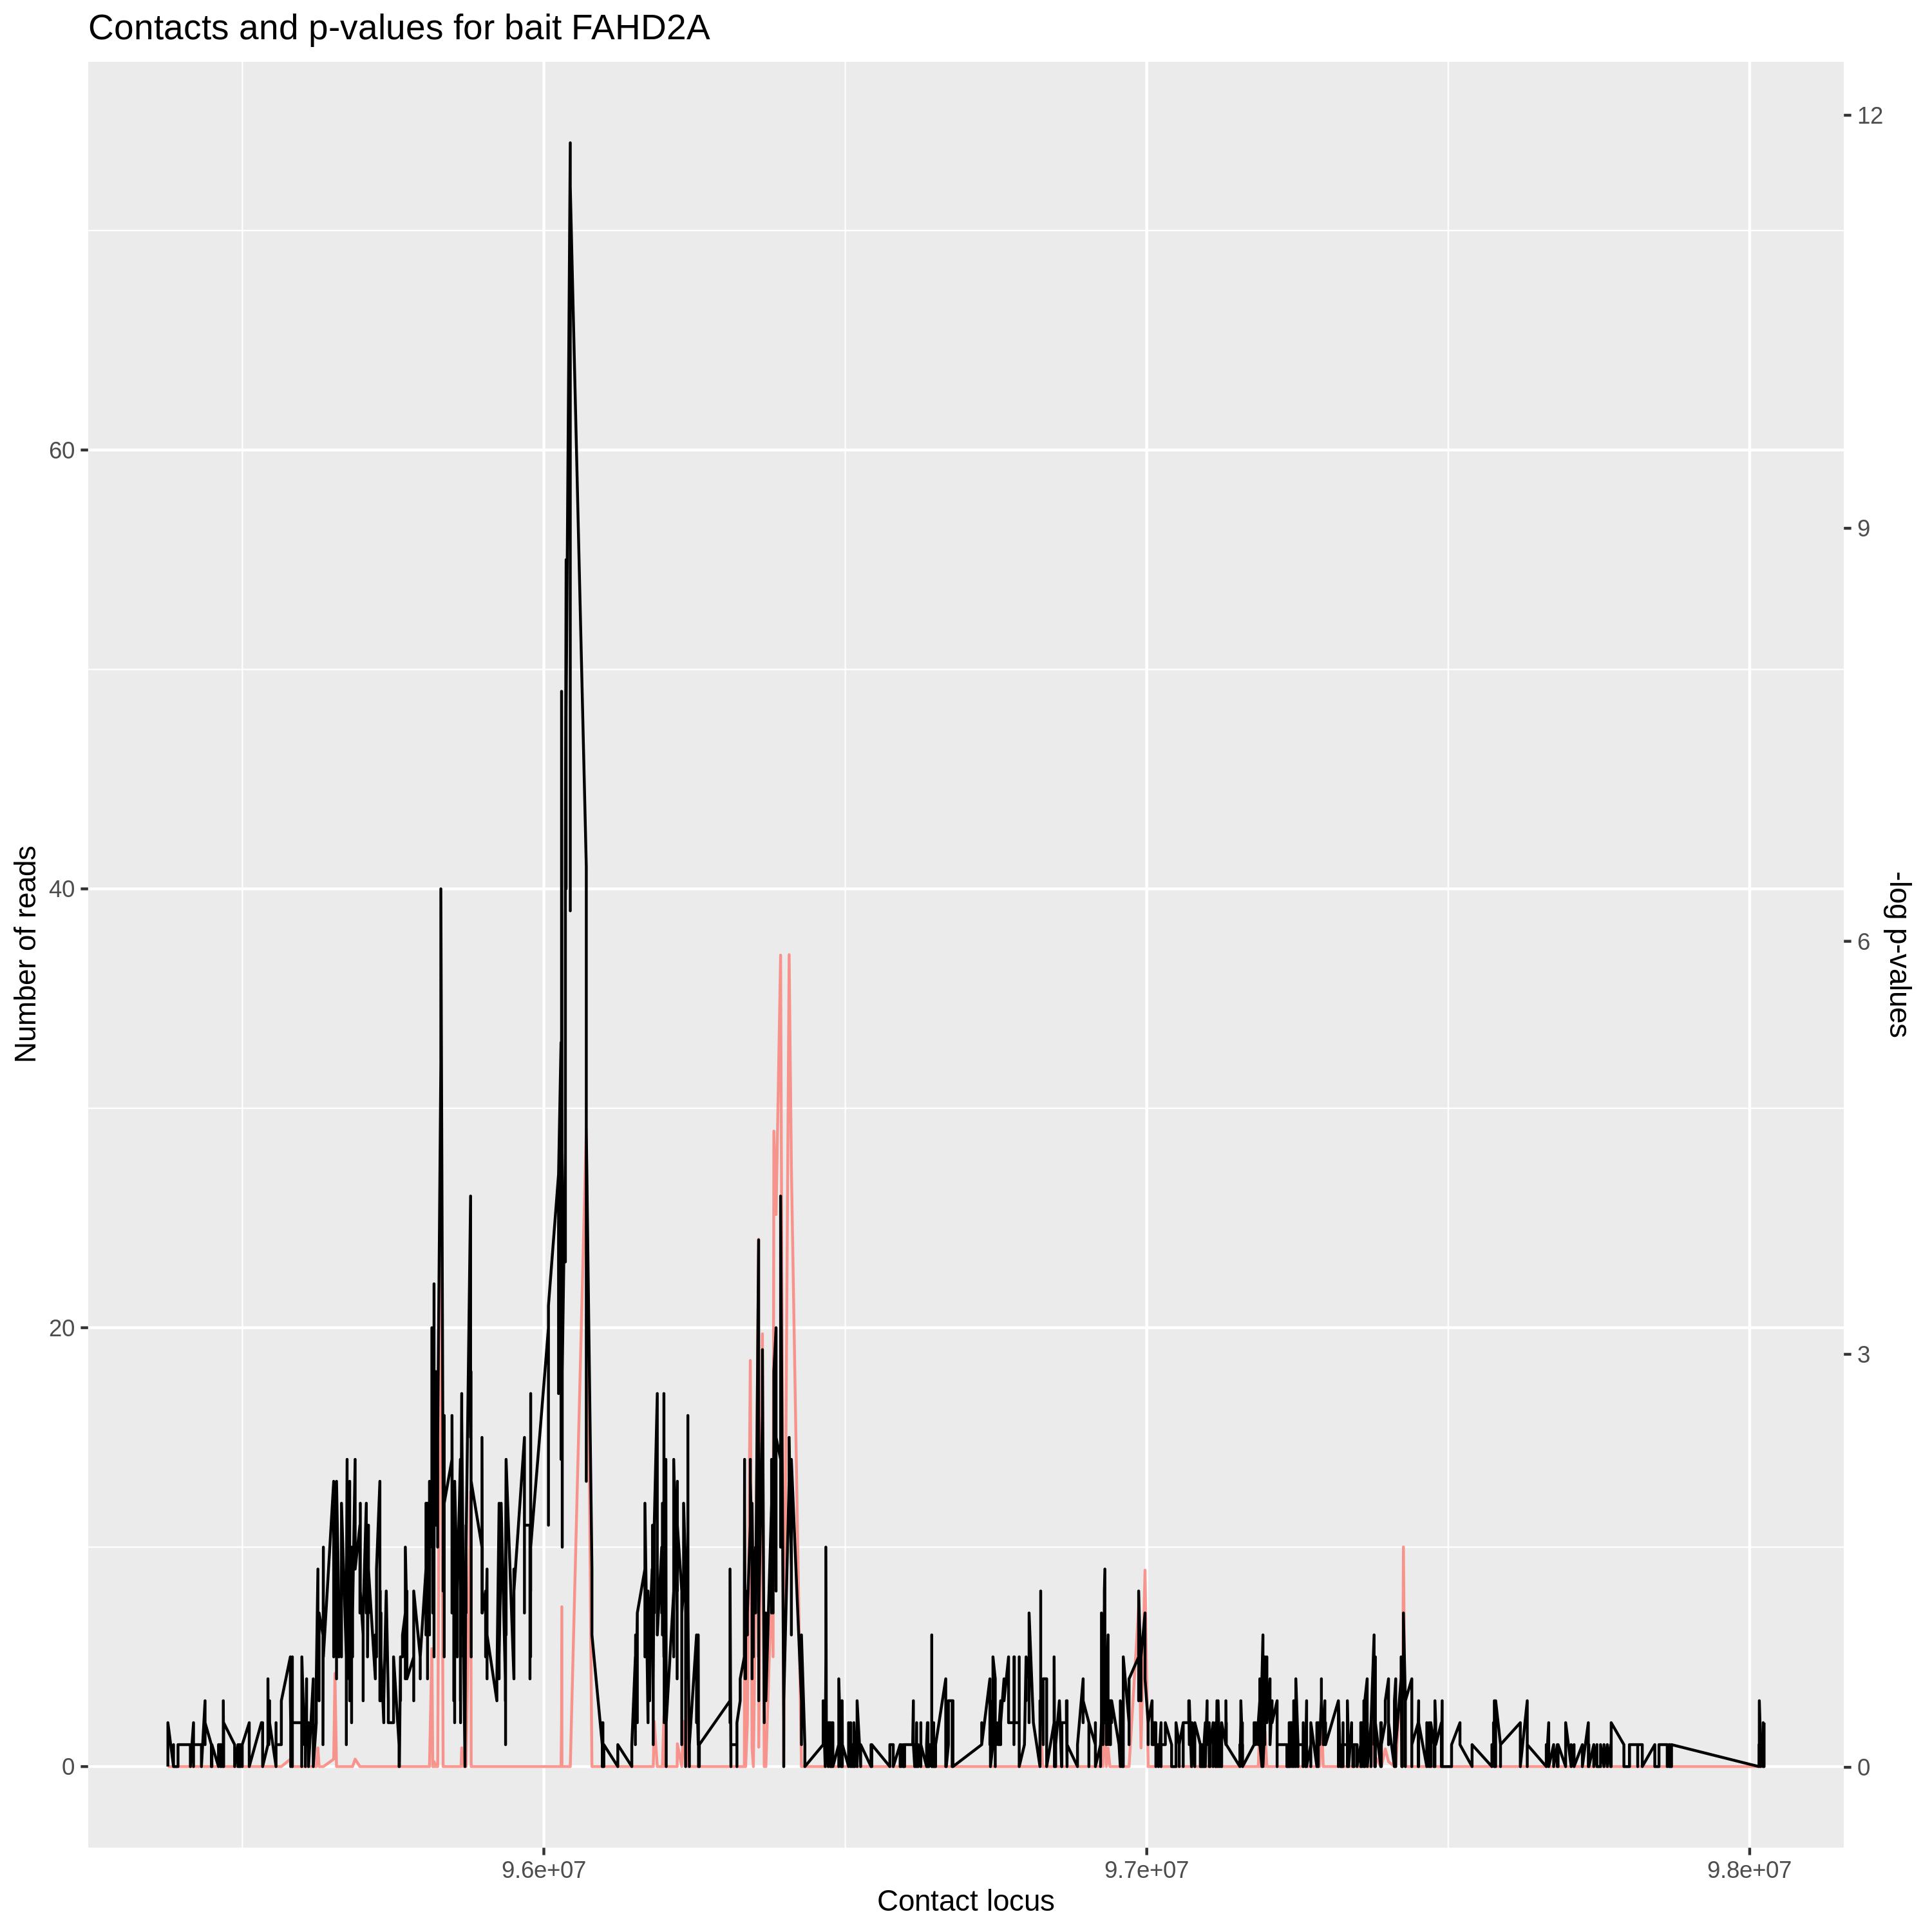 Contacts and p-values for bait FAHD2A
12
9
6
3
0
60
40
20
0
Number of reads
-log p-values
9.6e+07
9.7e+07
9.8e+07
Contact locus